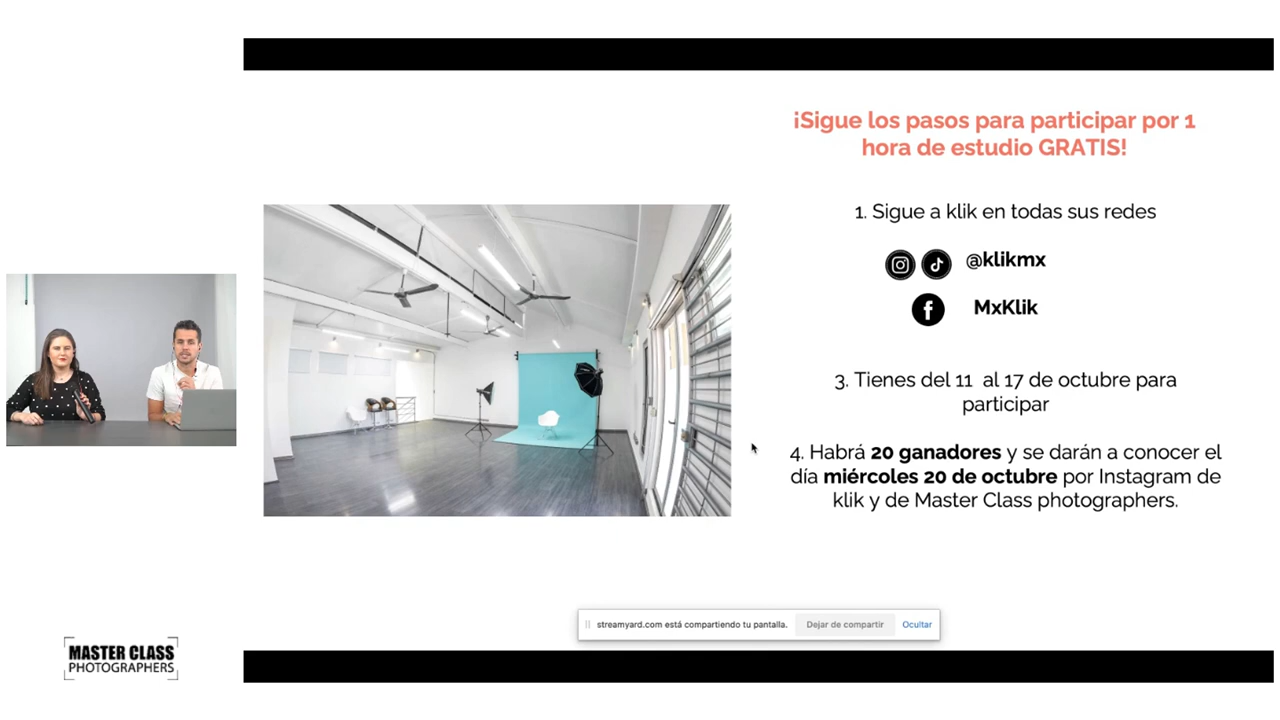 ¡Sigue los pasos para participar por 1
hora de estudio GRATIS!
1. Sigue a klik en todas sus redes
@klikmx
MxKlik
3. Tienes del 11 al 17 de octubre para
participar
4. Habrá 20 ganadores y se darán a conocer el
día miércoles 20 de octubre por Instagram de
klik y de Master Class photographers.
streamyard.com está compartiendo tu pantalla. Dejar de compartir Ocultar
MASTER CLASS
PHOTOGRAPHERS